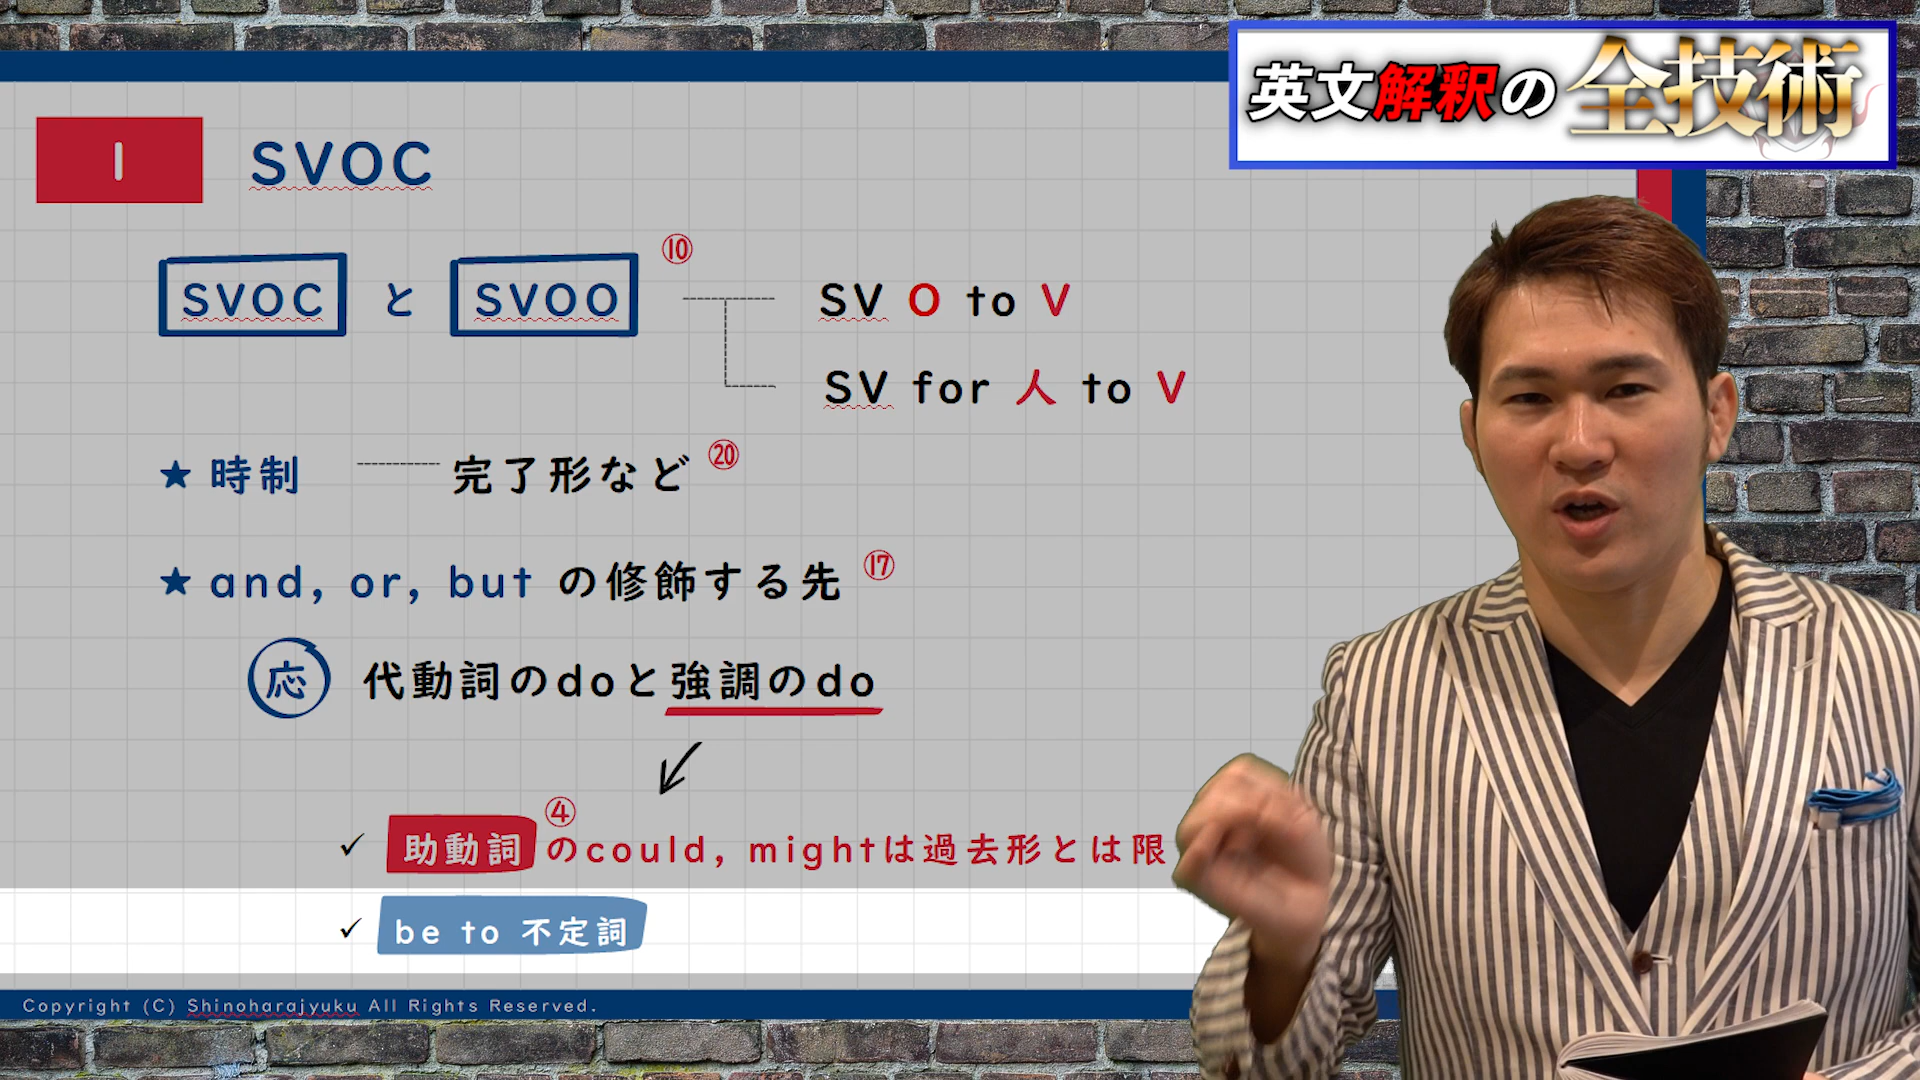 英文解釈の全技術
1 SVOC
SVOC と SVOO ⑩ SV O to V
SV for 人 to V
★ 時制 完了形など ⑳
★ and, or, but の修飾する先 ⑰
応 代動詞のdoと強調のdo
✓ 助動詞④のcould, mightは過去形とは限
✓ be to 不定詞
Copyright (C) Shinoharajyuku All Rights Reserved.